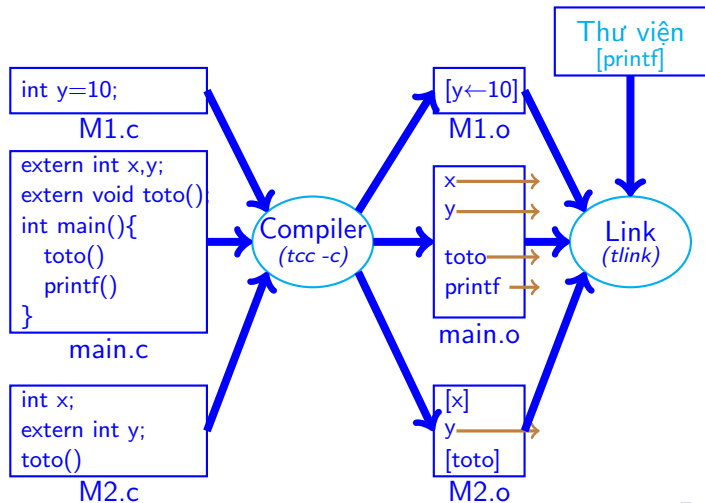 Thư viện
[printf]
int y=10;
M1.c
extern int x,y;
extern void toto();
int main(){
toto()
printf()
}
main.c
int x;
extern int y;
toto()
M2.c
Compiler
(tcc -c)
[y←10]
M1.o
x
y
toto
printf
main.o
[x]
y
[toto]
M2.o
Link
(tlink)